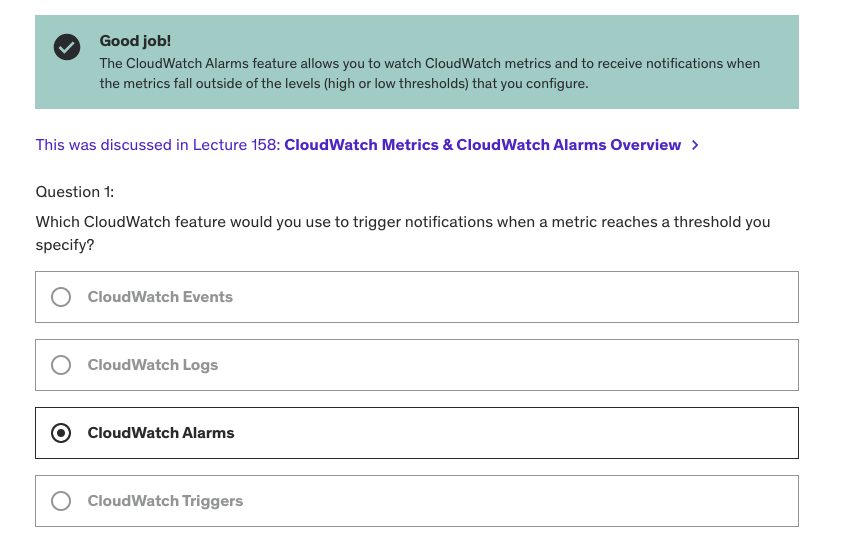 Good job!
The CloudWatch Alarms feature allows you to watch CloudWatch metrics and to receive notifications when
the metrics fall outside of the levels (high or low thresholds) that you configure.
This was discussed in Lecture 158: CloudWatch Metrics & CloudWatch Alarms Overview >
Question 1:
Which CloudWatch feature would you use to trigger notifications when a metric reaches a threshold you
specify?
CloudWatch Events
CloudWatch Logs
CloudWatch Alarms
CloudWatch Triggers